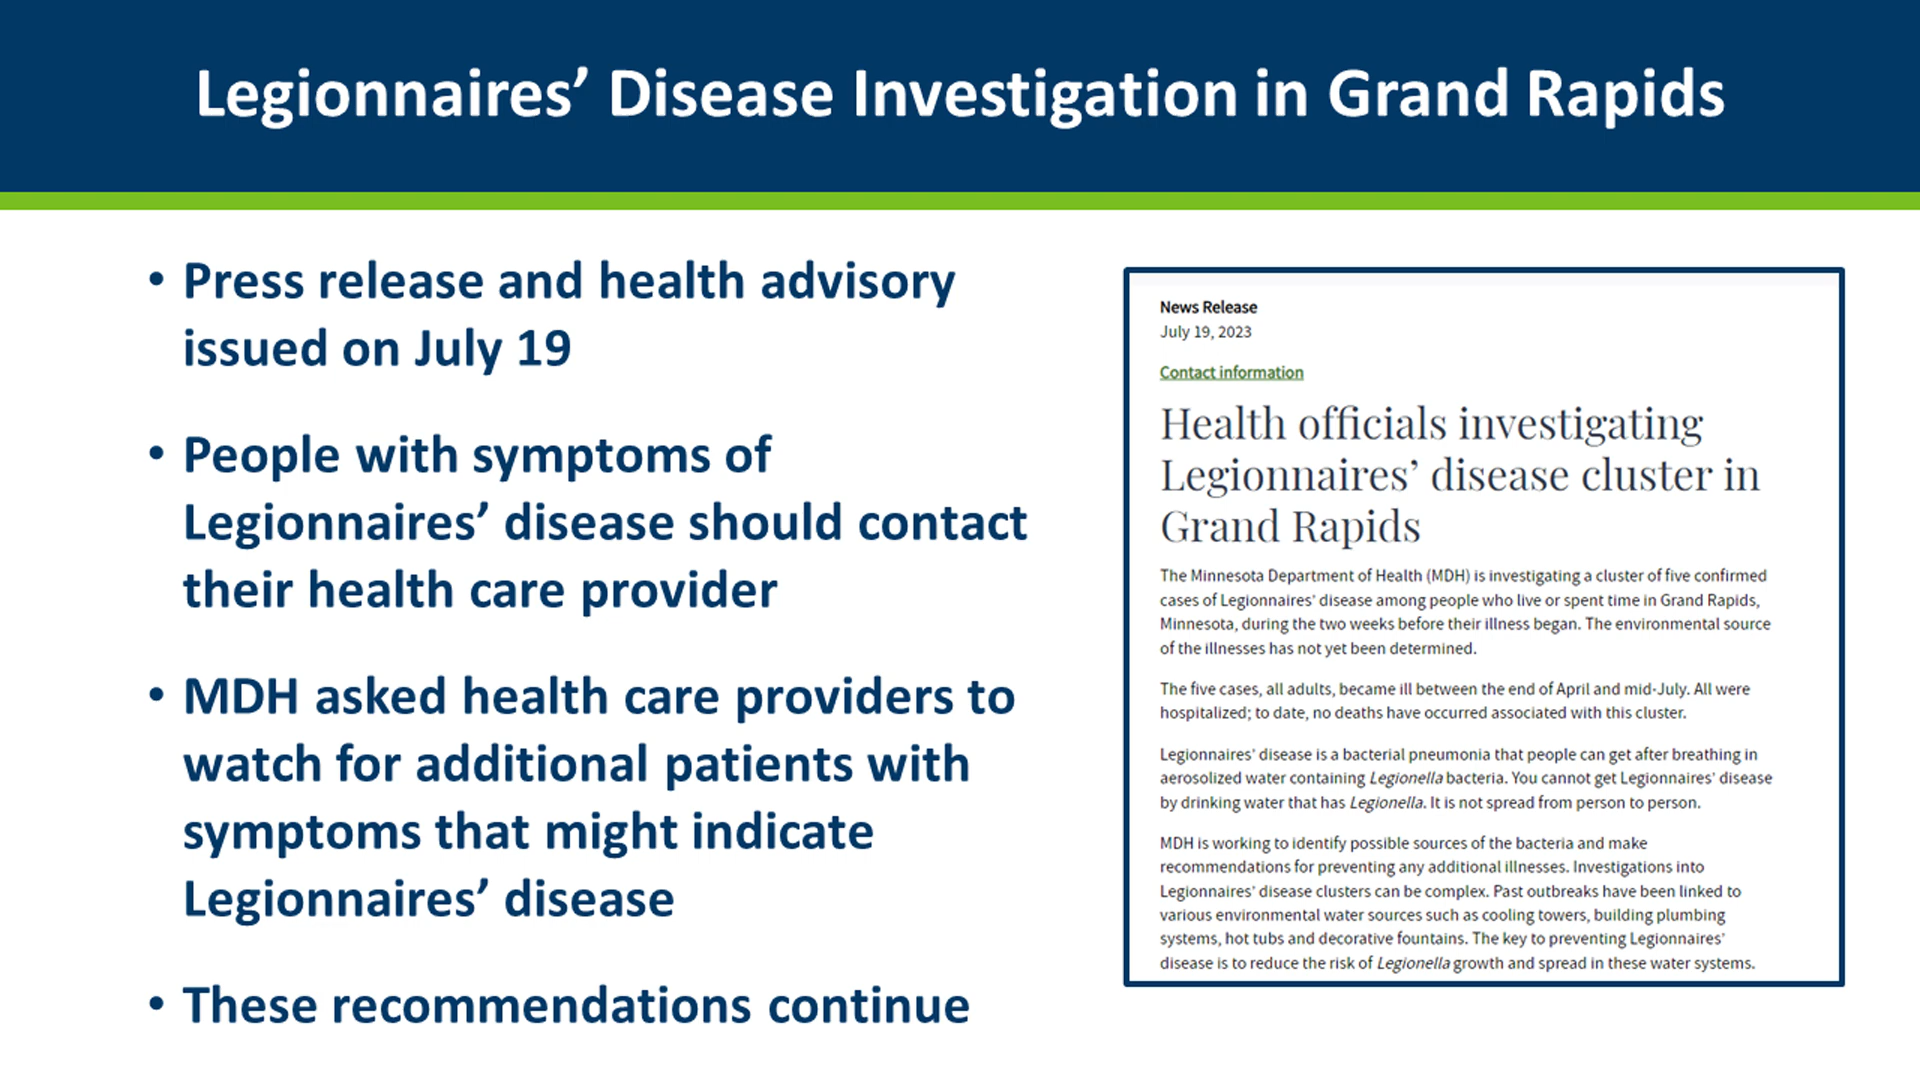 Legionnaires’ Disease Investigation in Grand Rapids
• Press release and health advisory
issued on July 19
• People with symptoms of
Legionnaires’ disease should contact
their health care provider
• MDH asked health care providers to
watch for additional patients with
symptoms that might indicate
Legionnaires’ disease
• These recommendations continue
News Release
July 19, 2023
Contact information
Health officials investigating
Legionnaires’ disease cluster in
Grand Rapids
The Minnesota Department of Health (MDH) is investigating a cluster of five confirmed
cases of Legionnaires’ disease among people who live or spent time in Grand Rapids,
Minnesota, during the two weeks before their illness began. The environmental source
of the illnesses has not yet been determined.
The five cases, all adults, became ill between the end of April and mid-July. All were
hospitalized; to date, no deaths have occurred associated with this cluster.
Legionnaires’ disease is a bacterial pneumonia that people can get after breathing in
aerosolized water containing Legionella bacteria. You cannot get Legionnaires’ disease
by drinking water that has Legionella. It is not spread from person to person.
MDH is working to identify possible sources of the bacteria and make
recommendations for preventing any additional illnesses. Investigations into
Legionnaires’ disease clusters can be complex. Past outbreaks have been linked to
various environmental water sources such as cooling towers, building plumbing
systems, hot tubs and decorative fountains. The key to preventing Legionnaires’
disease is to reduce the risk of Legionella growth and spread in these water systems.